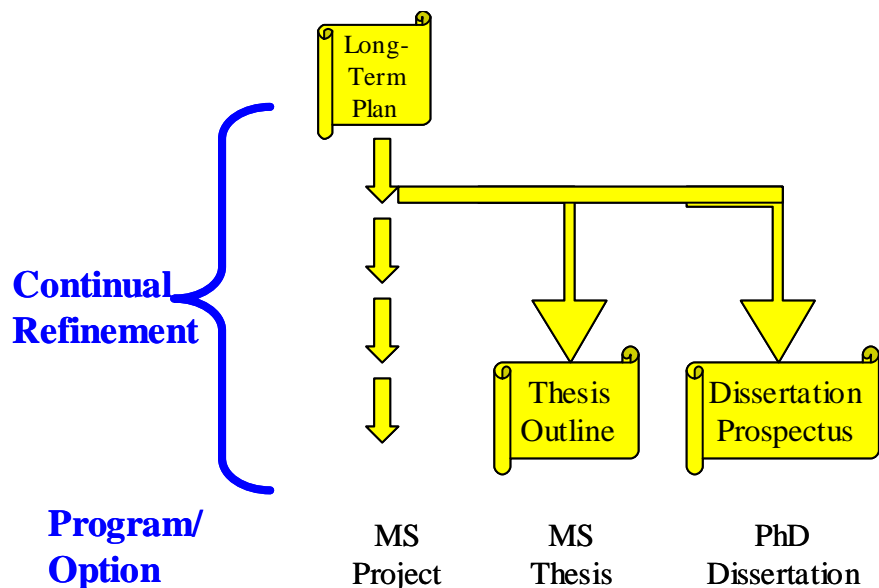 Long-
Term
Plan
Continual
Refinement
Thesis
Outline
Dissertation
Prospectus
Program/
Option
MS
Project
MS
Thesis
PhD
Dissertation